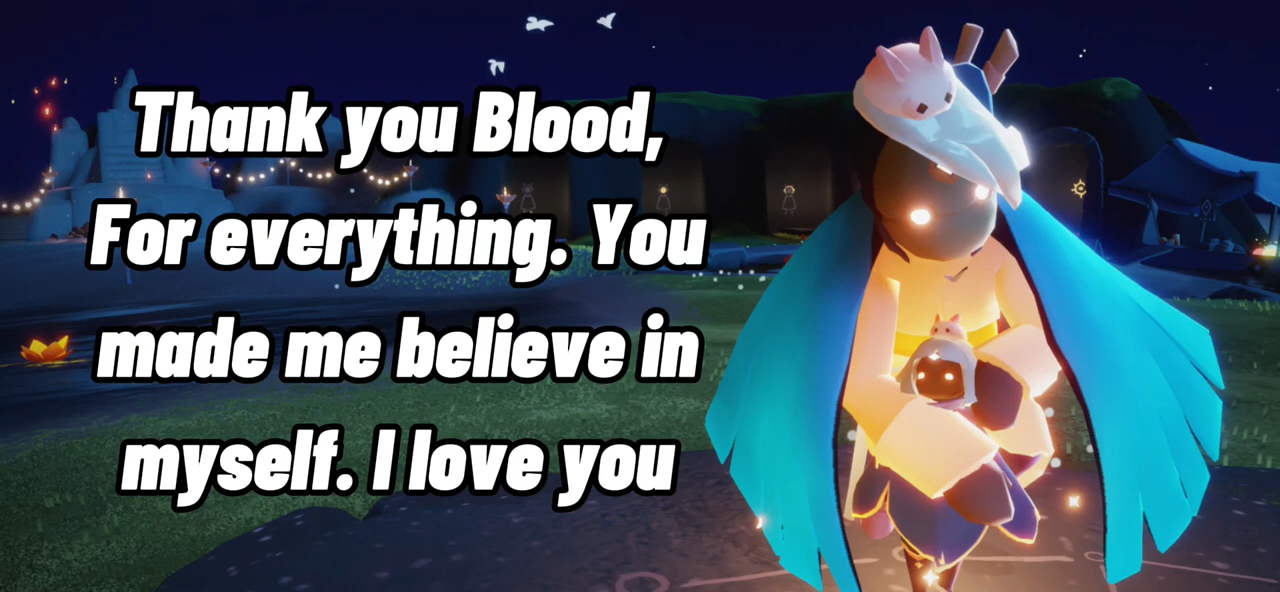 Thank you Blood,
For everything. You
made me believe in
myself. I love you